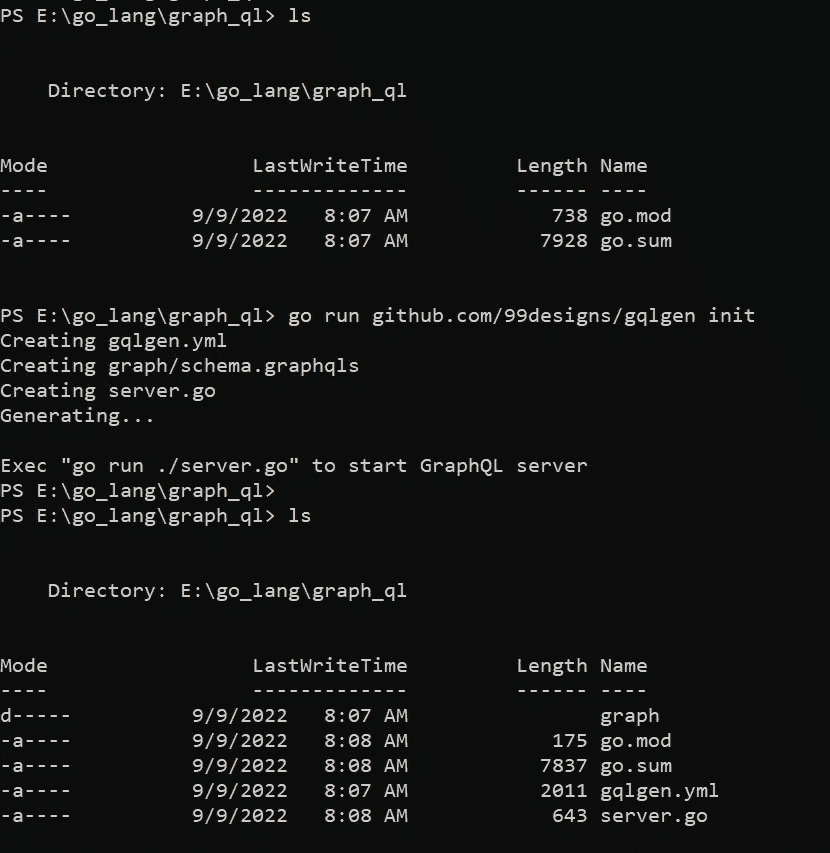 PS E:\go_lang\graph_ql> ls
Directory: E:\go_lang\graph_ql
Mode                 LastWriteTime         Length Name
----                 -------------         ------ ----
-a----          9/9/2022   8:07 AM            738 go.mod
-a----          9/9/2022   8:07 AM           7928 go.sum
PS E:\go_lang\graph_ql> go run github.com/99designs/gqlgen init
Creating gqlgen.yml
Creating graph/schema.graphqls
Creating server.go
Generating...
Exec "go run ./server.go" to start GraphQL server
PS E:\go_lang\graph_ql>
PS E:\go_lang\graph_ql> ls
Directory: E:\go_lang\graph_ql
Mode                 LastWriteTime         Length Name
----                 -------------         ------ ----
d-----          9/9/2022   8:07 AM                graph
-a----          9/9/2022   8:08 AM            175 go.mod
-a----          9/9/2022   8:08 AM           7837 go.sum
-a----          9/9/2022   8:07 AM           2011 gqlgen.yml
-a----          9/9/2022   8:08 AM            643 server.go